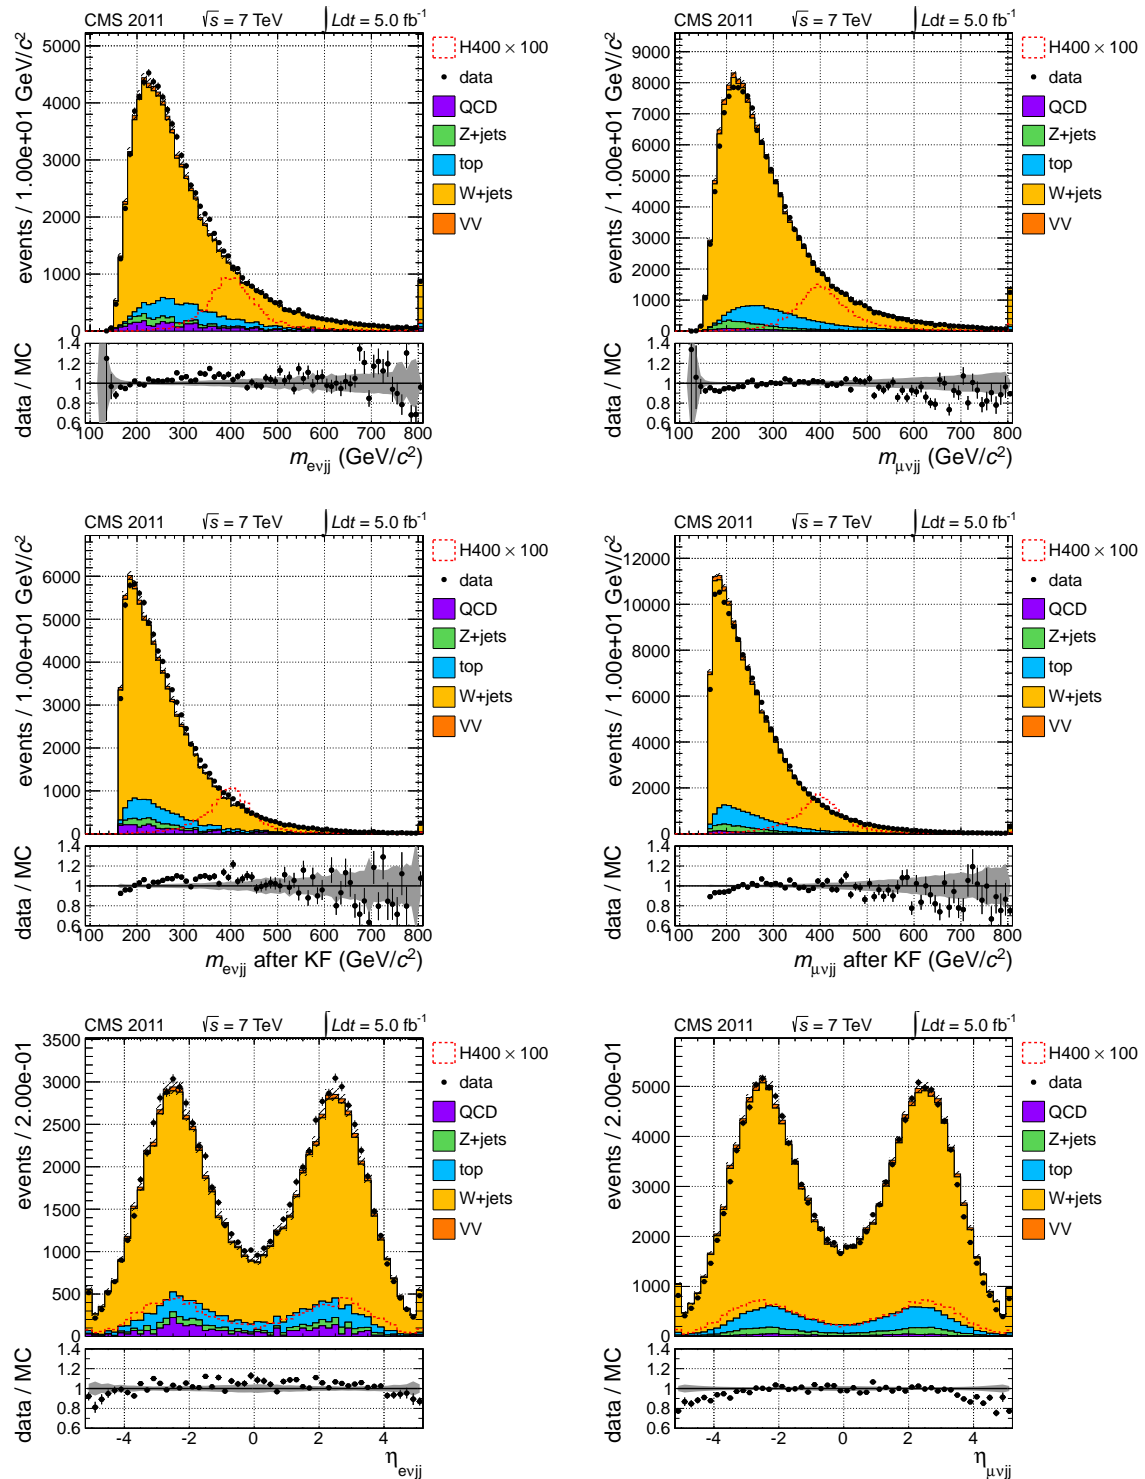 CMS 2011 √s = 7 TeV ∫Ldt = 5.0 fb⁻¹
events / 1.00e+01 GeV/c²
5000
4000
3000
2000
1000
0
H400 × 100
data
QCD
Z+jets
top
W+jets
VV
data / MC
1.4
1.2
1
0.8
0.6
100 200 300 400 500 600 700 800
m_eνjj (GeV/c²)
CMS 2011 √s = 7 TeV ∫Ldt = 5.0 fb⁻¹
events / 1.00e+01 GeV/c²
9000
8000
7000
6000
5000
4000
3000
2000
1000
0
H400 × 100
data
QCD
Z+jets
top
W+jets
VV
data / MC
1.4
1.2
1
0.8
0.6
100 200 300 400 500 600 700 800
m_μνjj (GeV/c²)
CMS 2011 √s = 7 TeV ∫Ldt = 5.0 fb⁻¹
events / 1.00e+01 GeV/c²
6000
5000
4000
3000
2000
1000
0
H400 × 100
data
QCD
Z+jets
top
W+jets
VV
data / MC
1.4
1.2
1
0.8
0.6
100 200 300 400 500 600 700 800
m_eνjj after KF (GeV/c²)
CMS 2011 √s = 7 TeV ∫Ldt = 5.0 fb⁻¹
events / 1.00e+01 GeV/c²
12000
10000
8000
6000
4000
2000
0
H400 × 100
data
QCD
Z+jets
top
W+jets
VV
data / MC
1.4
1.2
1
0.8
0.6
100 200 300 400 500 600 700 800
m_μνjj after KF (GeV/c²)
CMS 2011 √s = 7 TeV ∫Ldt = 5.0 fb⁻¹
events / 2.00e-01
3500
3000
2500
2000
1500
1000
500
0
H400 × 100
data
QCD
Z+jets
top
W+jets
VV
data / MC
1.4
1.2
1
0.8
0.6
-4 -2 0 2 4
η_eνjj
CMS 2011 √s = 7 TeV ∫Ldt = 5.0 fb⁻¹
events / 2.00e-01
5000
4000
3000
2000
1000
0
H400 × 100
data
QCD
Z+jets
top
W+jets
VV
data / MC
1.4
1.2
1
0.8
0.6
-4 -2 0 2 4
η_μνjj